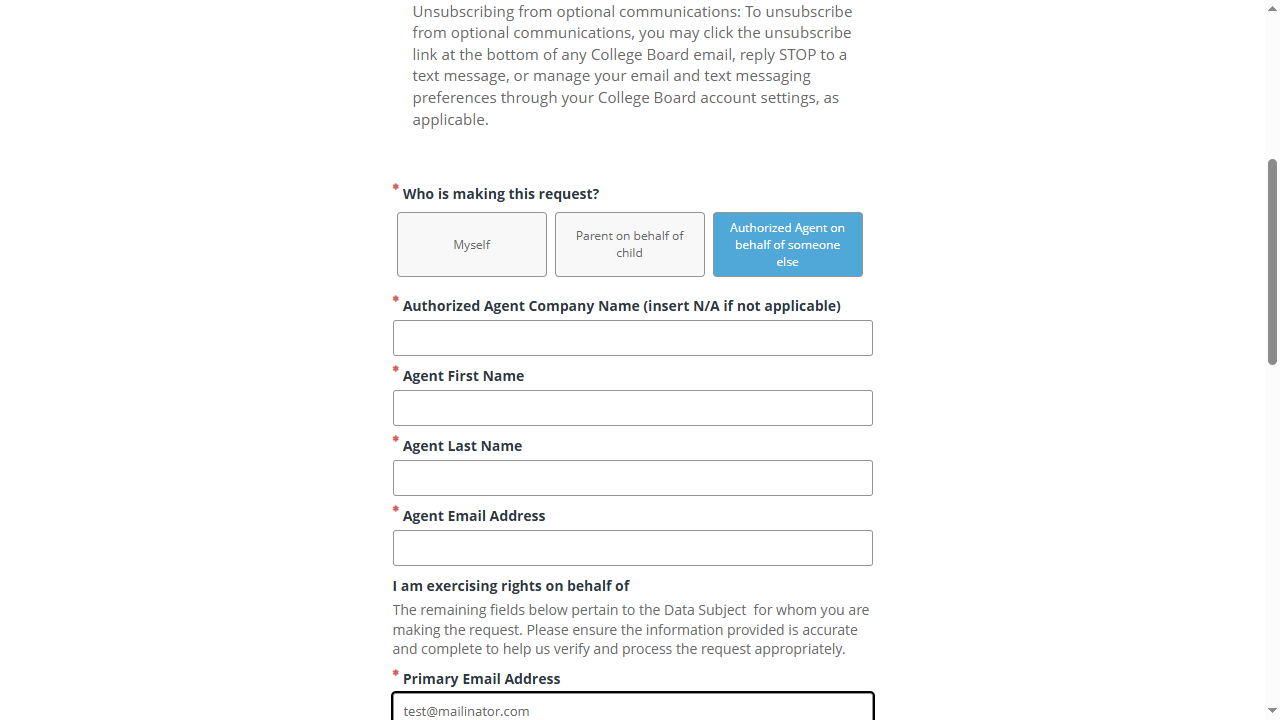 Unsubscribing from optional communications: To unsubscribe
from optional communications, you may click the unsubscribe
link at the bottom of any College Board email, reply STOP to a
text message, or manage your email and text messaging
preferences through your College Board account settings, as
applicable.
* Who is making this request?
Myself
Parent on behalf of
child
Authorized Agent on
behalf of someone
else
* Authorized Agent Company Name (insert N/A if not applicable)
* Agent First Name
* Agent Last Name
* Agent Email Address
I am exercising rights on behalf of
The remaining fields below pertain to the Data Subject  for whom you are
making the request. Please ensure the information provided is accurate
and complete to help us verify and process the request appropriately.
* Primary Email Address
test@mailinator.com